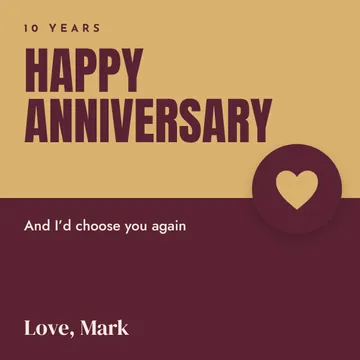 10 YEARS
HAPPY
ANNIVERSARY
And I'd choose you again
Love, Mark